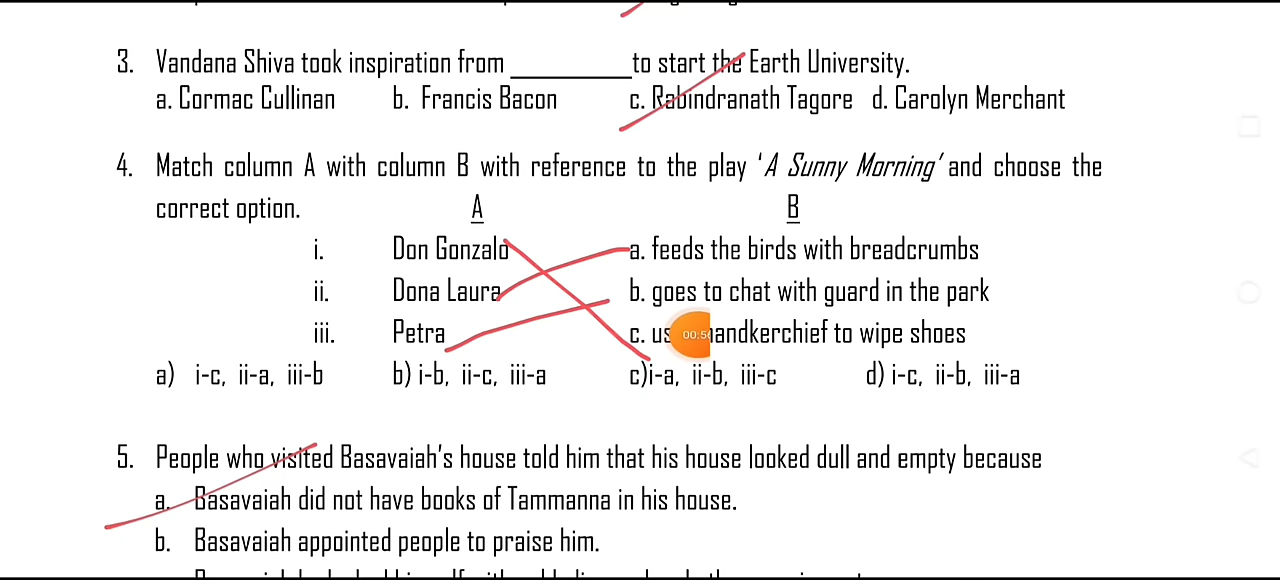 3. Vandana Shiva took inspiration from __________to start the Earth University.
a. Cormac Cullinan b. Francis Bacon c. Rabindranath Tagore d. Carolyn Merchant
4. Match column A with column B with reference to the play 'A Sunny Morning' and choose the
correct option. A B
i. Don Gonzalo a. feeds the birds with breadcrumbs
ii. Dona Laura b. goes to chat with guard in the park
iii. Petra c. handkerchief to wipe shoes
a) i-c, ii-a, iii-b b) i-b, ii-c, iii-a c)i-a, ii-b, iii-c d) i-c, ii-b, iii-a
5. People who visited Basavaiah's house told him that his house looked dull and empty because
a. Basavaiah did not have books of Tammanna in his house.
b. Basavaiah appointed people to praise him.